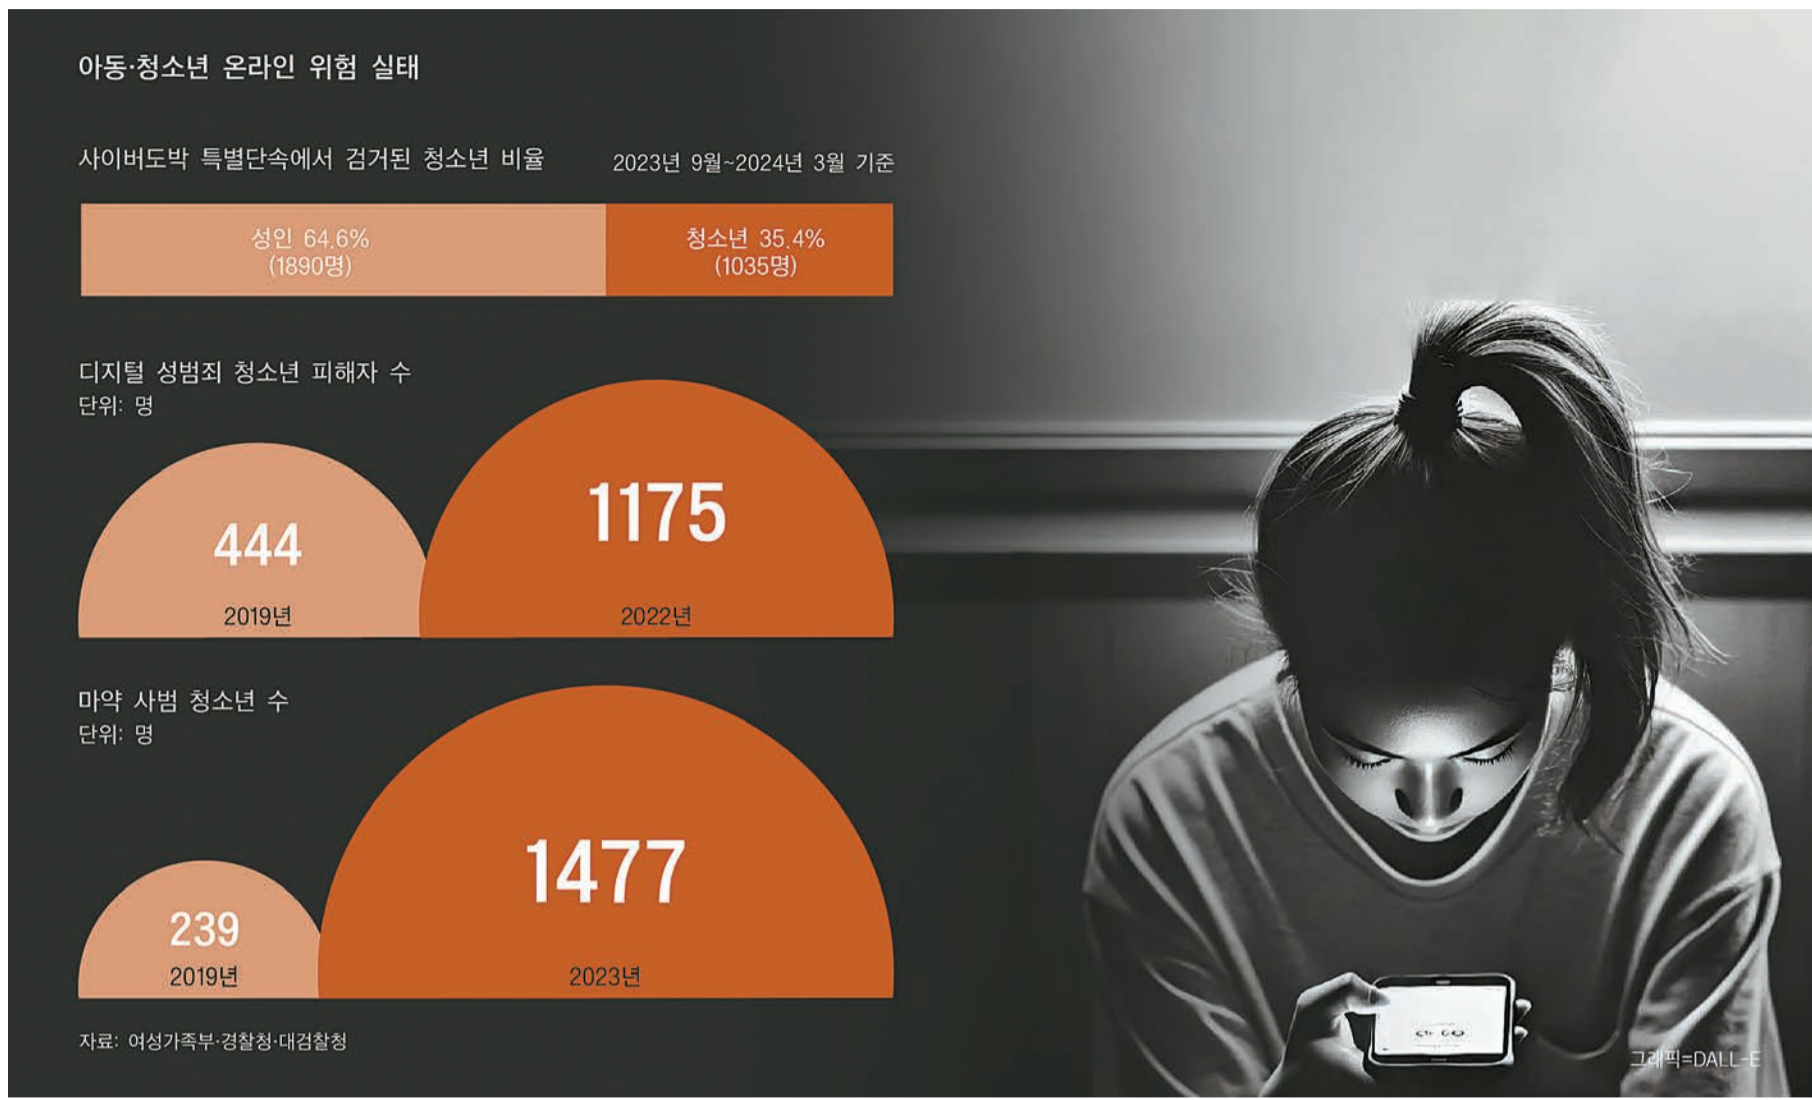 아동·청소년 온라인 위험 실태
사이버도박 특별단속에서 검거된 청소년 비율
2023년 9월~2024년 3월 기준
성인 64.6%
(1890명)
청소년 35.4%
(1035명)
디지털 성범죄 청소년 피해자 수
단위: 명
444
2019년
1175
2022년
마약 사범 청소년 수
단위: 명
239
2019년
1477
2023년
자료: 여성가족부·경찰청·대검찰청
그래픽=DALL-E